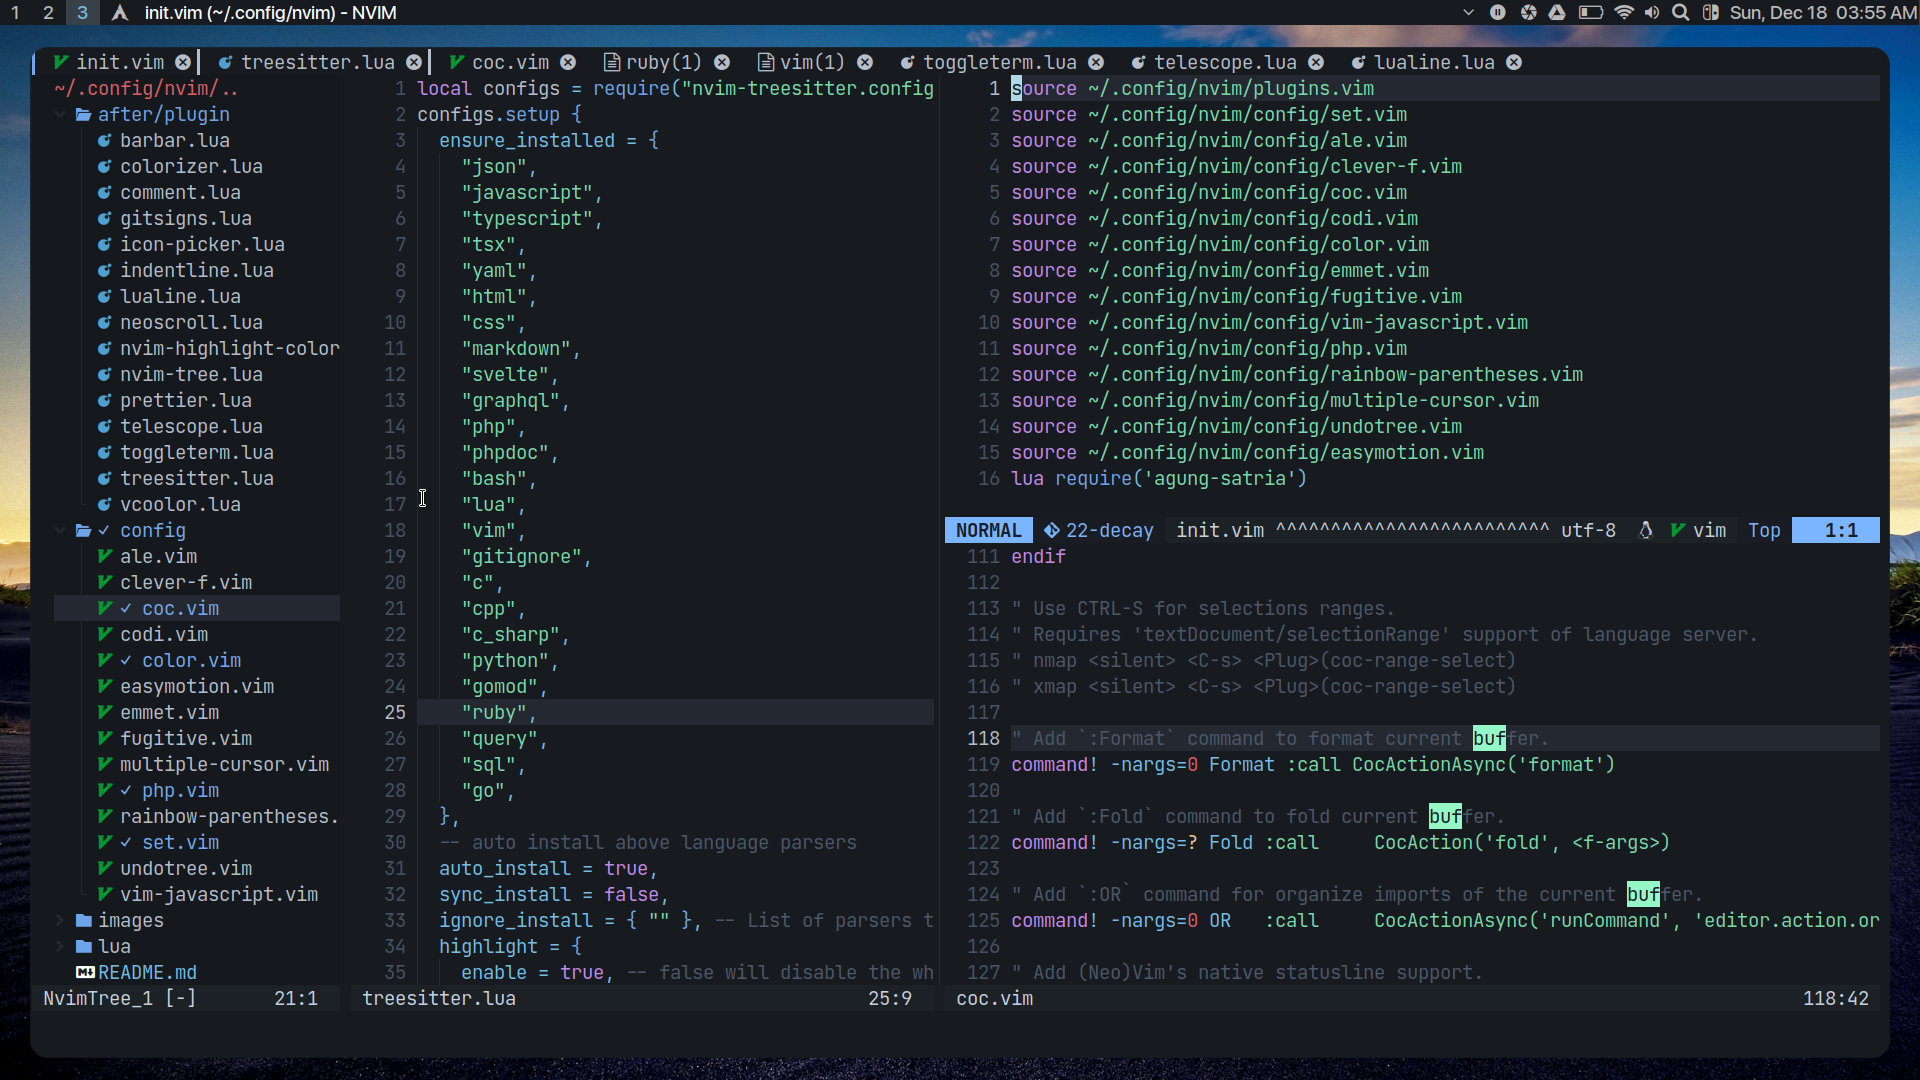 1 2 3 init.vim (~/.config/nvim) - NVIM Sun, Dec 18 03:55 AM
init.vim treesitter.lua coc.vim ruby(1) vim(1) toggleterm.lua telescope.lua lualine.lua
~/.config/nvim/..
after/plugin
barbar.lua
colorizer.lua
comment.lua
gitsigns.lua
icon-picker.lua
indentline.lua
lualine.lua
neoscroll.lua
nvim-highlight-color
nvim-tree.lua
prettier.lua
telescope.lua
toggleterm.lua
treesitter.lua
vcoolor.lua
✓ config
ale.vim
clever-f.vim
✓ coc.vim
codi.vim
✓ color.vim
easymotion.vim
emmet.vim
fugitive.vim
multiple-cursor.vim
✓ php.vim
rainbow-parentheses.
✓ set.vim
undotree.vim
vim-javascript.vim
images
lua
README.md
NvimTree_1 [-] 21:1
1 local configs = require("nvim-treesitter.config
2 configs.setup {
3 ensure_installed = {
4 "json",
5 "javascript",
6 "typescript",
7 "tsx",
8 "yaml",
9 "html",
10 "css",
11 "markdown",
12 "svelte",
13 "graphql",
14 "php",
15 "phpdoc",
16 "bash",
17 "lua",
18 "vim",
19 "gitignore",
20 "c",
21 "cpp",
22 "c_sharp",
23 "python",
24 "gomod",
25 "ruby",
26 "query",
27 "sql",
28 "go",
29 },
30 -- auto install above language parsers
31 auto_install = true,
32 sync_install = false,
33 ignore_install = { "" }, -- List of parsers t
34 highlight = {
35 enable = true, -- false will disable the wh
treesitter.lua 25:9
1 source ~/.config/nvim/plugins.vim
2 source ~/.config/nvim/config/set.vim
3 source ~/.config/nvim/config/ale.vim
4 source ~/.config/nvim/config/clever-f.vim
5 source ~/.config/nvim/config/coc.vim
6 source ~/.config/nvim/config/codi.vim
7 source ~/.config/nvim/config/color.vim
8 source ~/.config/nvim/config/emmet.vim
9 source ~/.config/nvim/config/fugitive.vim
10 source ~/.config/nvim/config/vim-javascript.vim
11 source ~/.config/nvim/config/php.vim
12 source ~/.config/nvim/config/rainbow-parentheses.vim
13 source ~/.config/nvim/config/multiple-cursor.vim
14 source ~/.config/nvim/config/undotree.vim
15 source ~/.config/nvim/config/easymotion.vim
16 lua require('agung-satria')
NORMAL 22-decay init.vim ^^^^^^^^^^^^^^^^^^^^^^^^^ utf-8 vim Top 1:1
111 endif
112
113 " Use CTRL-S for selections ranges.
114 " Requires 'textDocument/selectionRange' support of language server.
115 " nmap <silent> <C-s> <Plug>(coc-range-select)
116 " xmap <silent> <C-s> <Plug>(coc-range-select)
117
118 " Add `:Format` command to format current buffer.
119 command! -nargs=0 Format :call CocActionAsync('format')
120
121 " Add `:Fold` command to fold current buffer.
122 command! -nargs=? Fold :call     CocAction('fold', <f-args>)
123
124 " Add `:OR` command for organize imports of the current buffer.
125 command! -nargs=0 OR   :call     CocActionAsync('runCommand', 'editor.action.or
126
127 " Add (Neo)Vim's native statusline support.
coc.vim 118:42